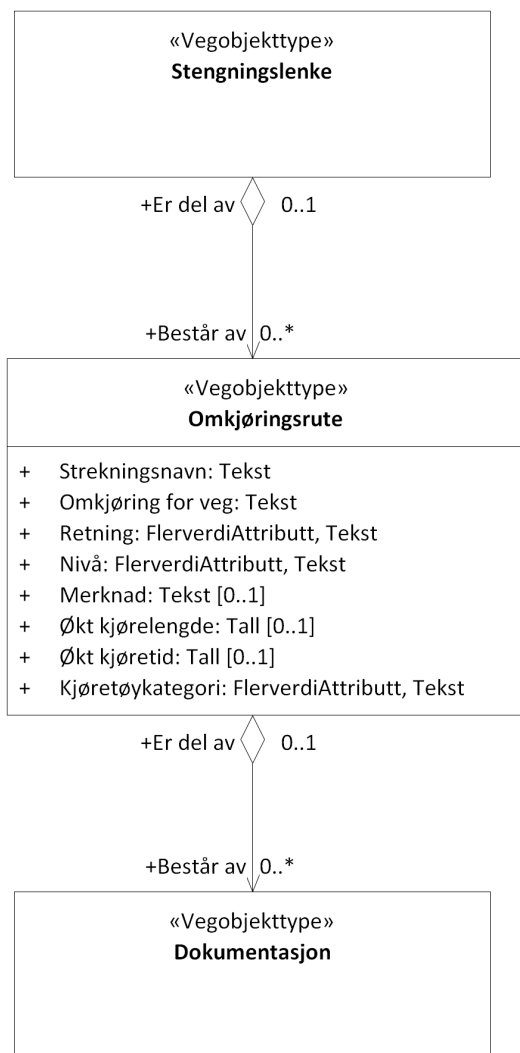 «Vegobjekttype»
Stengningslenke
+Er del av 0..1
+Består av 0..*
«Vegobjekttype»
Omkjøringsrute
+ Strekningsnavn: Tekst
+ Omkjøring for veg: Tekst
+ Retning: FlerverdiAttributt, Tekst
+ Nivå: FlerverdiAttributt, Tekst
+ Merknad: Tekst [0..1]
+ Økt kjørelengde: Tall [0..1]
+ Økt kjøretid: Tall [0..1]
+ Kjøretøykategori: FlerverdiAttributt, Tekst
+Er del av 0..1
+Består av 0..*
«Vegobjekttype»
Dokumentasjon